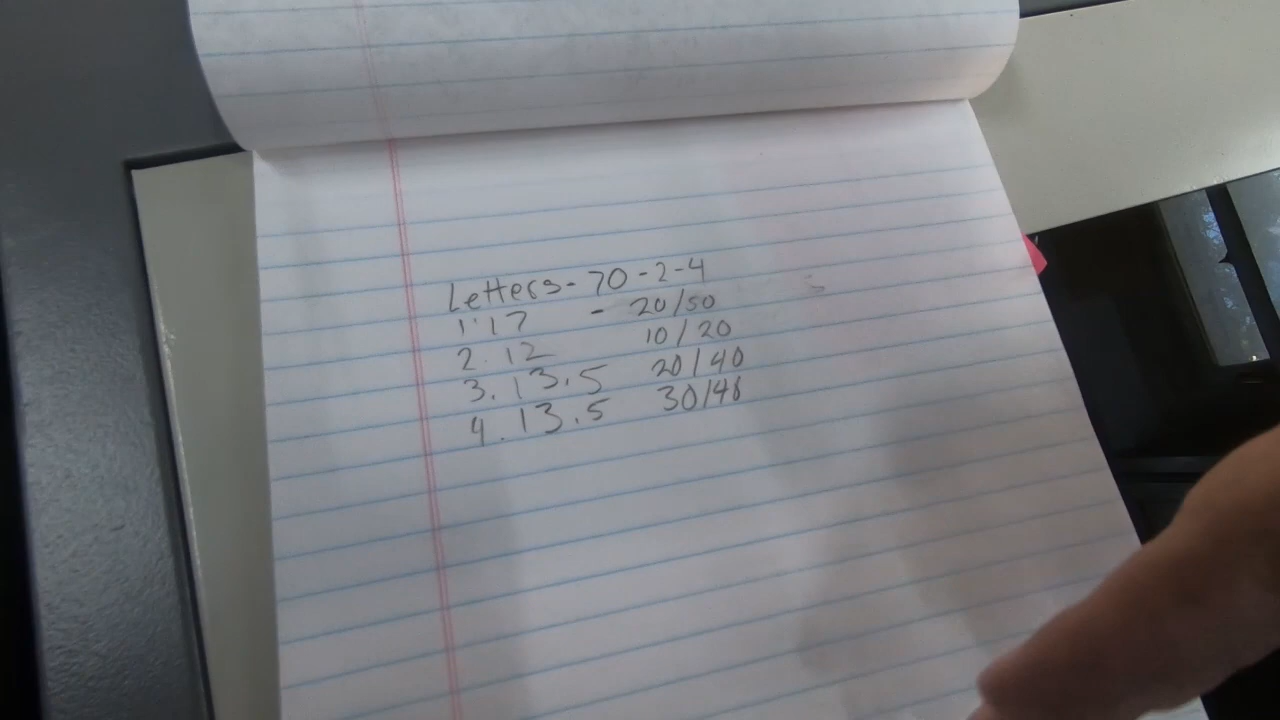 Letters - 70 - 2 - 4
1. 17 - 20/50
2. 12 10/20
3. 13.5 20/40
4. 13.5 30/48